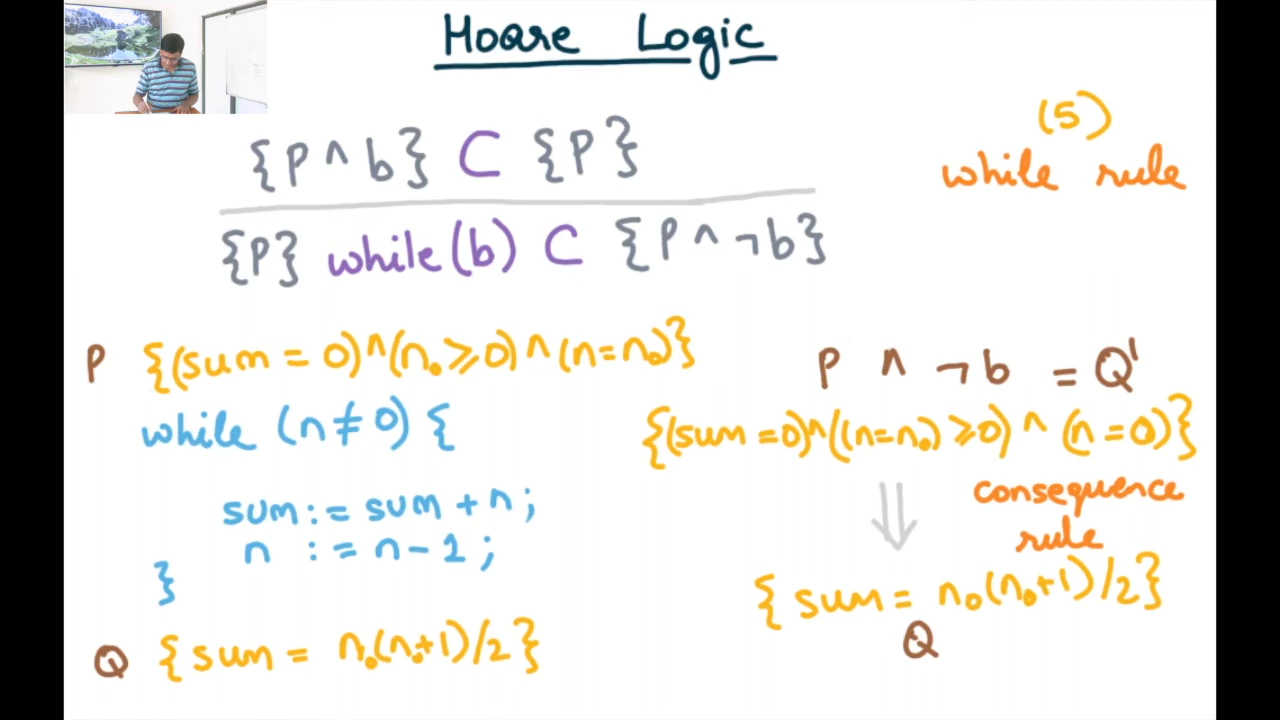 Hoare Logic
(5)
while rule
{P ∧ b} C {P}
{P} while(b) C {P ∧ ¬b}
P {(sum = 0)∧(n₀ ≥ 0)∧(n = n₀)}
while (n ≠ 0) {
sum := sum + n;
n := n - 1;
}
Q {sum = n₀(n₀+1)/2}
P ∧ ¬b = Q'
{(sum = 0)∧((n = n₀) ≥ 0)∧(n = 0)}
⇓
consequence
rule
{sum = n₀(n₀+1)/2}
Q